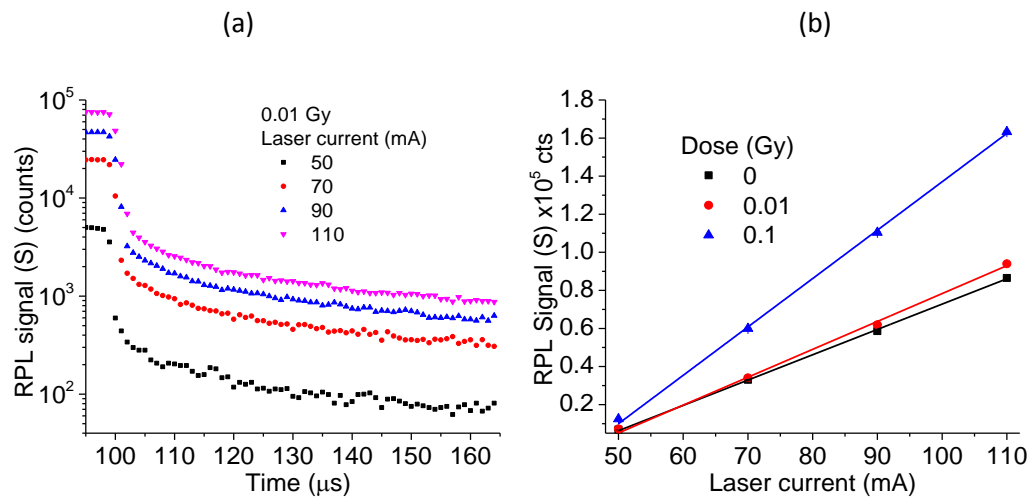 (a)
(b)
RPL signal (S) (counts)
10^5
10^4
10^3
10^2
0.01 Gy
Laser current (mA)
50
70
90
110
100 110 120 130 140 150 160
Time (μs)
RPL Signal (S) x10^5 cts
1.8
1.6
1.4
1.2
1.0
0.8
0.6
0.4
0.2
Dose (Gy)
0
0.01
0.1
50 60 70 80 90 100 110
Laser current (mA)